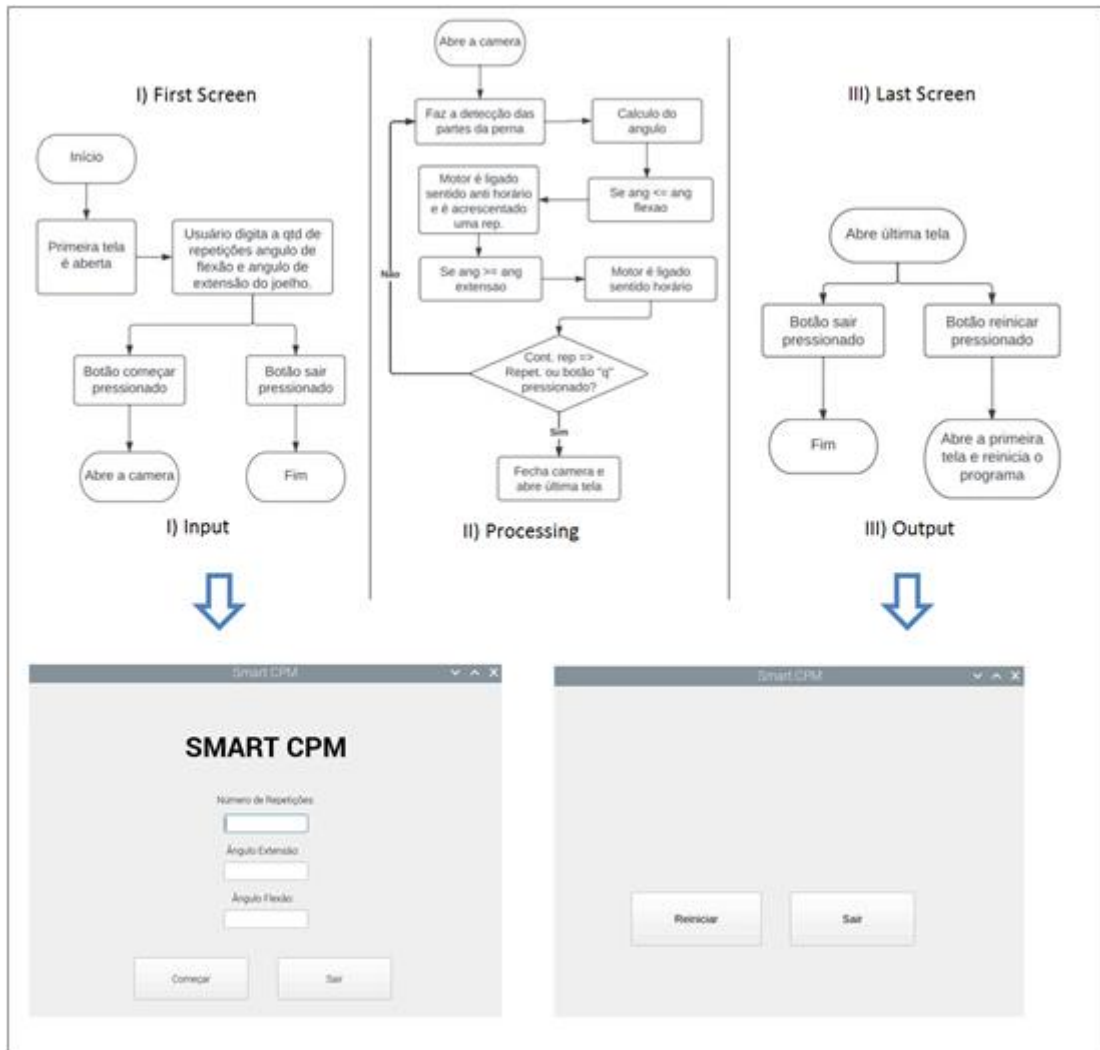 I) First Screen
Início
Primeira tela
é aberta
Usuário digita a qtd de
repetições angulo de
flexão e angulo de
extensão do joelho.
Botão começar
pressionado
Botão sair
pressionado
Abre a camera
Fim
I) Input
Abre a camera
Faz a detecção das
partes da perna
Calculo do
angulo
Se ang <= ang
flexao
Motor é ligado
sentido anti horário
e é acrescentado
uma rep.
Se ang >= ang
extensao
Motor é ligado
sentido horário
Cont. rep =>
Repet. ou botão "q"
pressionado?
Não
Sim
Fecha camera e
abre última tela
II) Processing
III) Last Screen
Abre última tela
Botão sair
pressionado
Botão reinicar
pressionado
Fim
Abre a primeira
tela e reinicia o
programa
III) Output
Smart CPM
SMART CPM
Número de Repetições:
Ângulo Extensão:
Ângulo Flexão:
Começar
Sair
Smart CPM
Reiniciar
Sair